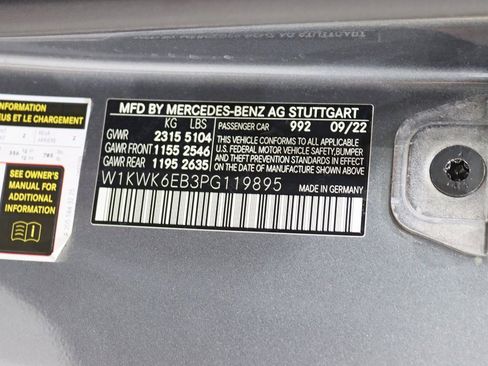 INFORMATION
EUS ET LE CHARGEMENT
SEE OWNER'S
MANUAL FOR
ADDITIONAL
INFORMATION
MFD BY MERCEDES-BENZ AG STUTTGART
KG LBS
GVWR 2315 5104
GAWR FRONT 1155 2546
GAWR REAR 1195 2635
PASSENGER CAR 992 09/22
THIS VEHICLE CONFORMS TO ALL APPLICABLE
U.S. FEDERAL MOTOR VEHICLE SAFETY,BUMPER
AND THEFT PREVENTION STANDARDS IN EFFECT
ON THE DATE OF MANUFACTURE SHOWN ABOVE
W1KWK6EB3PG119895
MADE IN GERMANY